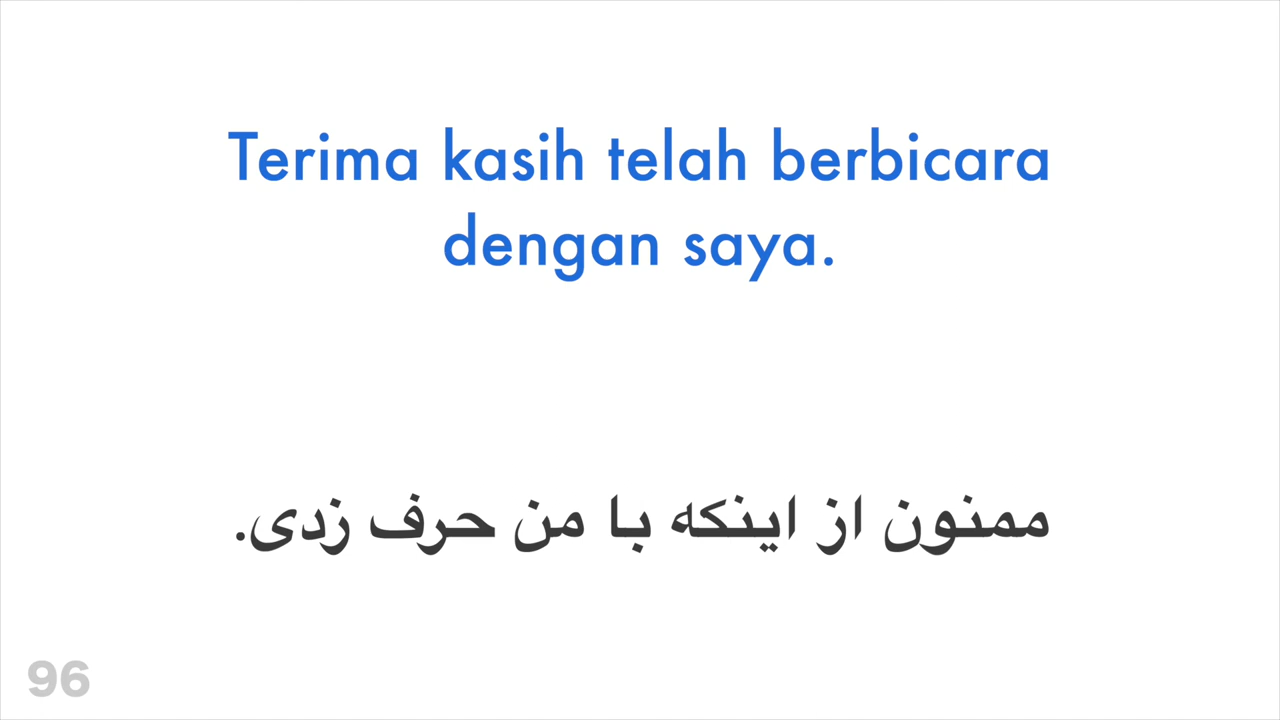 Terima kasih telah berbicara
dengan saya.
ممنون از اینکه با من حرف زدی.
96